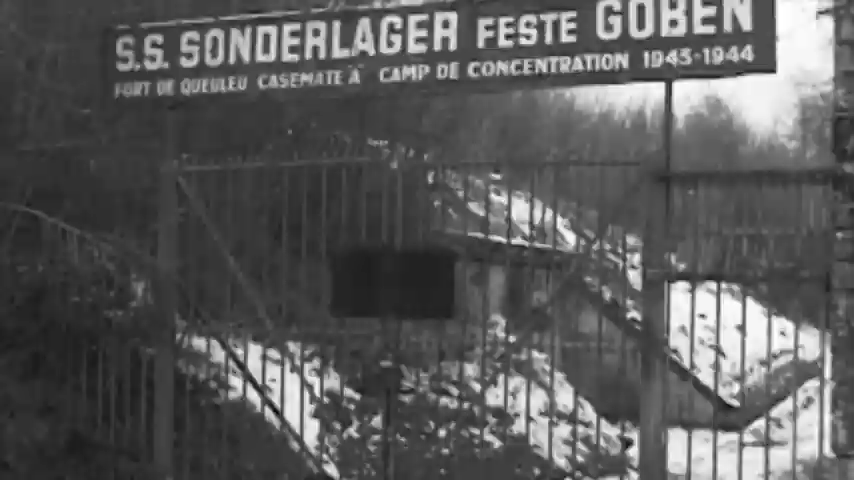 S.S. SONDERLAGER FESTE GOBEN
FORT DE QUEULEU CASEMATE A CAMP DE CONCENTRATION 1943-1944